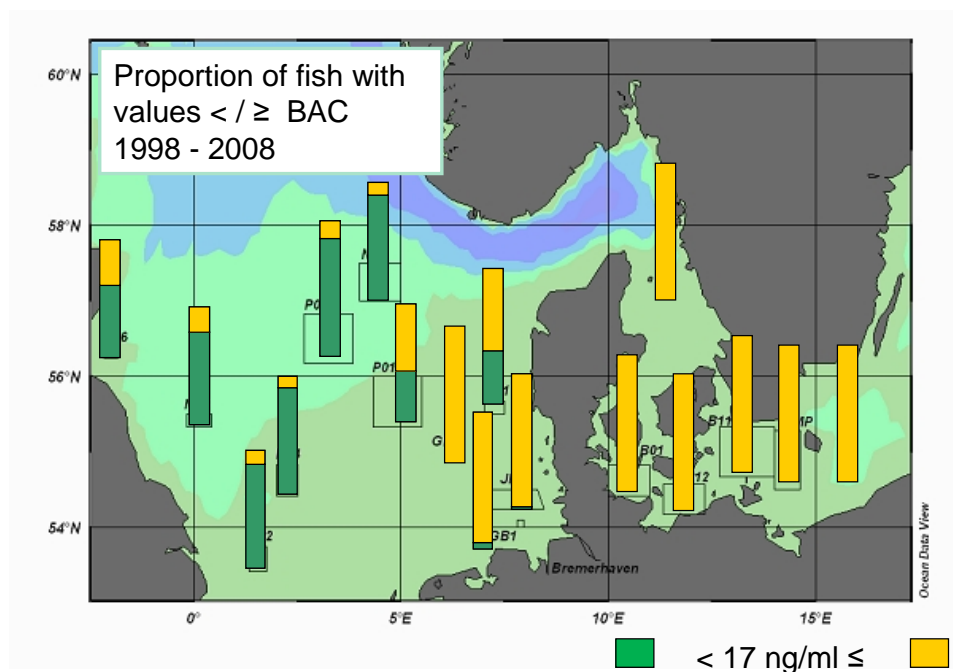 Proportion of fish with
values < / ≥ BAC
1998 - 2008
60°N
58°N
56°N
54°N
0°
5°E
10°E
15°E
P01
B01
B11
12
GB1
Bremerhaven
Ocean Data View
< 17 ng/ml ≤